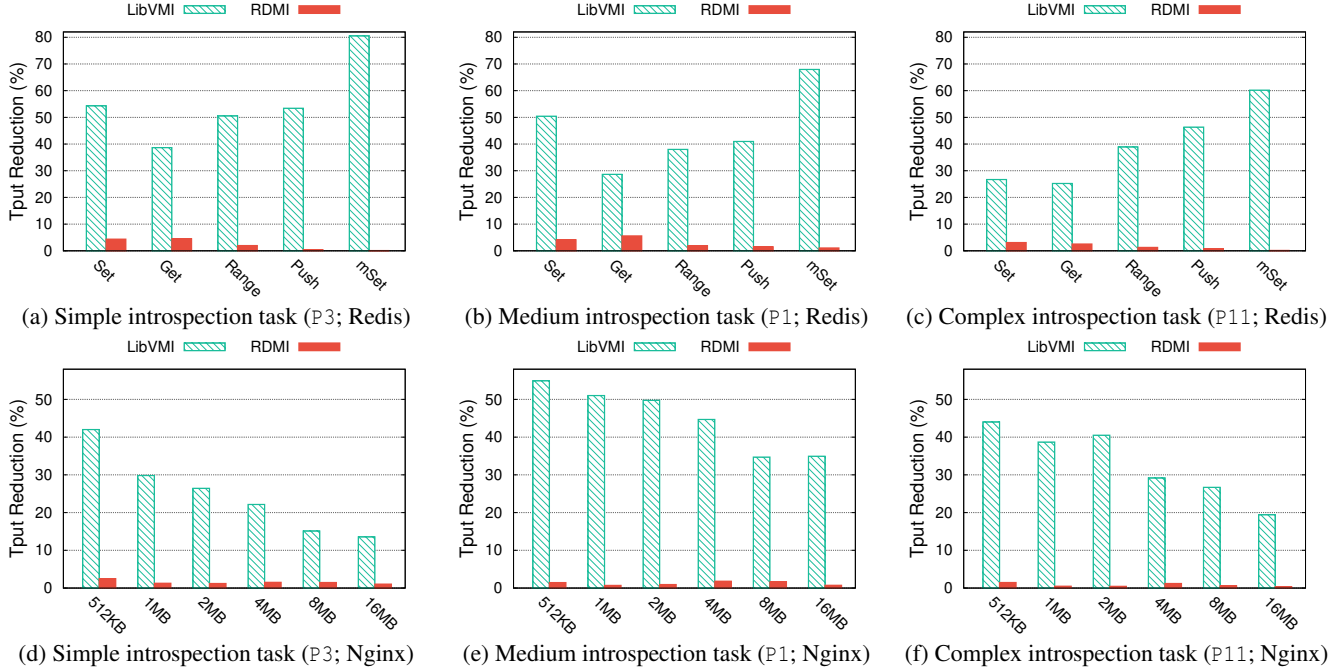 LibVMI RDMI
Tput Reduction (%)
80
70
60
50
40
30
20
10
0
Set Get Range Push mSet
(a) Simple introspection task (P3; Redis)
LibVMI RDMI
Tput Reduction (%)
80
70
60
50
40
30
20
10
0
Set Get Range Push mSet
(b) Medium introspection task (P1; Redis)
LibVMI RDMI
Tput Reduction (%)
80
70
60
50
40
30
20
10
0
Set Get Range Push mSet
(c) Complex introspection task (P11; Redis)
LibVMI RDMI
Tput Reduction (%)
50
40
30
20
10
0
512KB 1MB 2MB 4MB 8MB 16MB
(d) Simple introspection task (P3; Nginx)
LibVMI RDMI
Tput Reduction (%)
50
40
30
20
10
0
512KB 1MB 2MB 4MB 8MB 16MB
(e) Medium introspection task (P1; Nginx)
LibVMI RDMI
Tput Reduction (%)
50
40
30
20
10
0
512KB 1MB 2MB 4MB 8MB 16MB
(f) Complex introspection task (P11; Nginx)